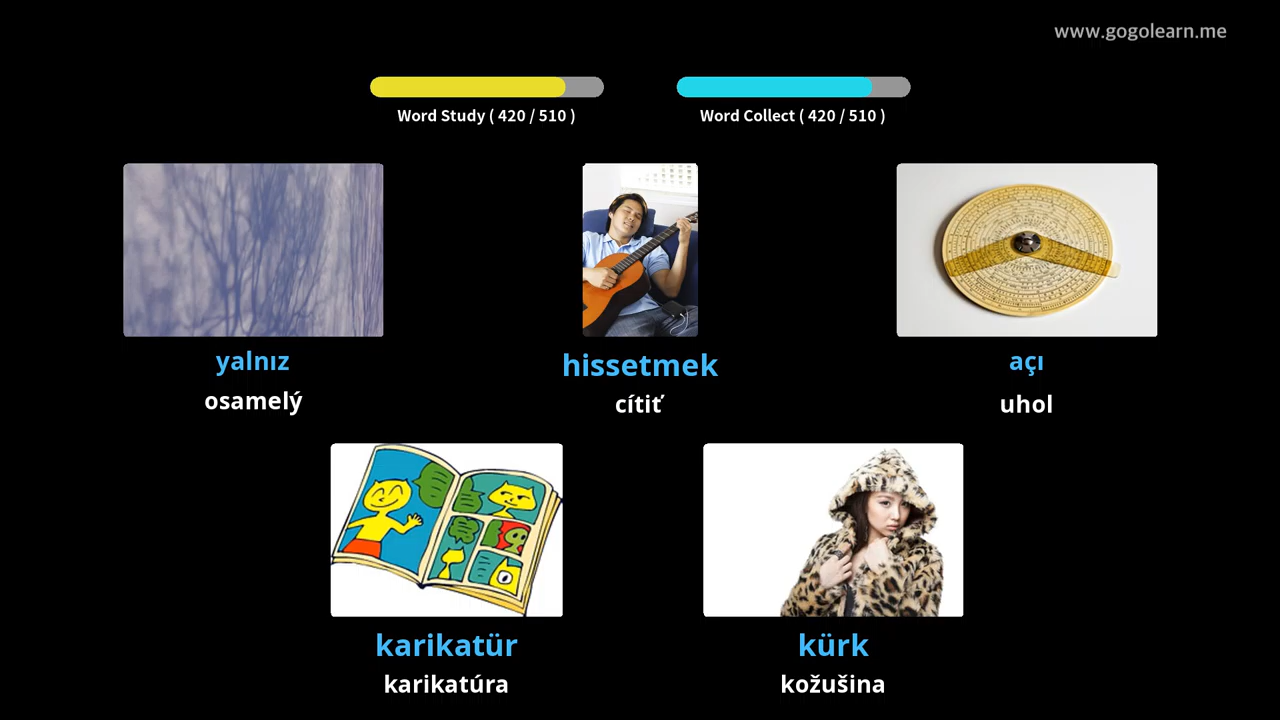 www.gogolearn.me
Word Study ( 420 / 510 )
Word Collect ( 420 / 510 )
yalnız
osamelý
hissetmek
cítiť
açı
uhol
karikatür
karikatúra
kürk
kožušina